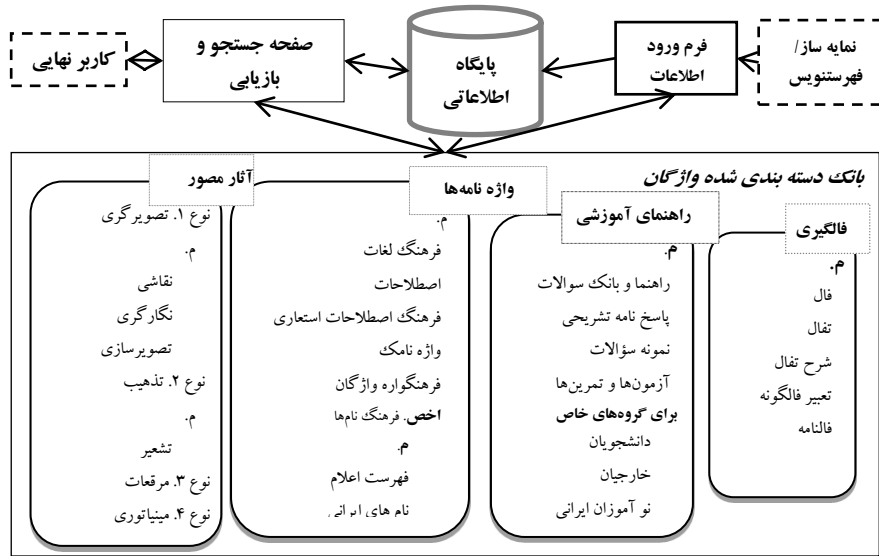 نمایه ساز/
فهرستنویس
فرم ورود
اطلاعات
پایگاه
اطلاعاتی
صفحه جستجو و
بازیابی
کاربر نهایی
بانک دسته بندی شده واژگان
فالگیری
م.
فال
تفال
شرح تفال
تعبیر فالگونه
فالنامه
راهنمای آموزشی
م.
راهنما و بانک سوالات
پاسخ نامه تشریحی
نمونه سؤالات
آزمون‌ها و تمرین‌ها
برای گروه‌های خاص
دانشجویان
خارجیان
نو آموزان ایرانی
واژه نامه‌ها
م.
فرهنگ لغات
اصطلاحات
فرهنگ اصطلاحات استعاری
واژه نامک
فرهنگواره واژگان
اخص. فرهنگ نام‌ها
م.
فهرست اعلام
نام های ایرانی
آثار مصور
نوع ۱. تصویرگری
م.
نقاشی
نگارگری
تصویرسازی
نوع ۲. تذهیب
م.
تشعیر
نوع ۳. مرقعات
نوع ۴. مینیاتوری